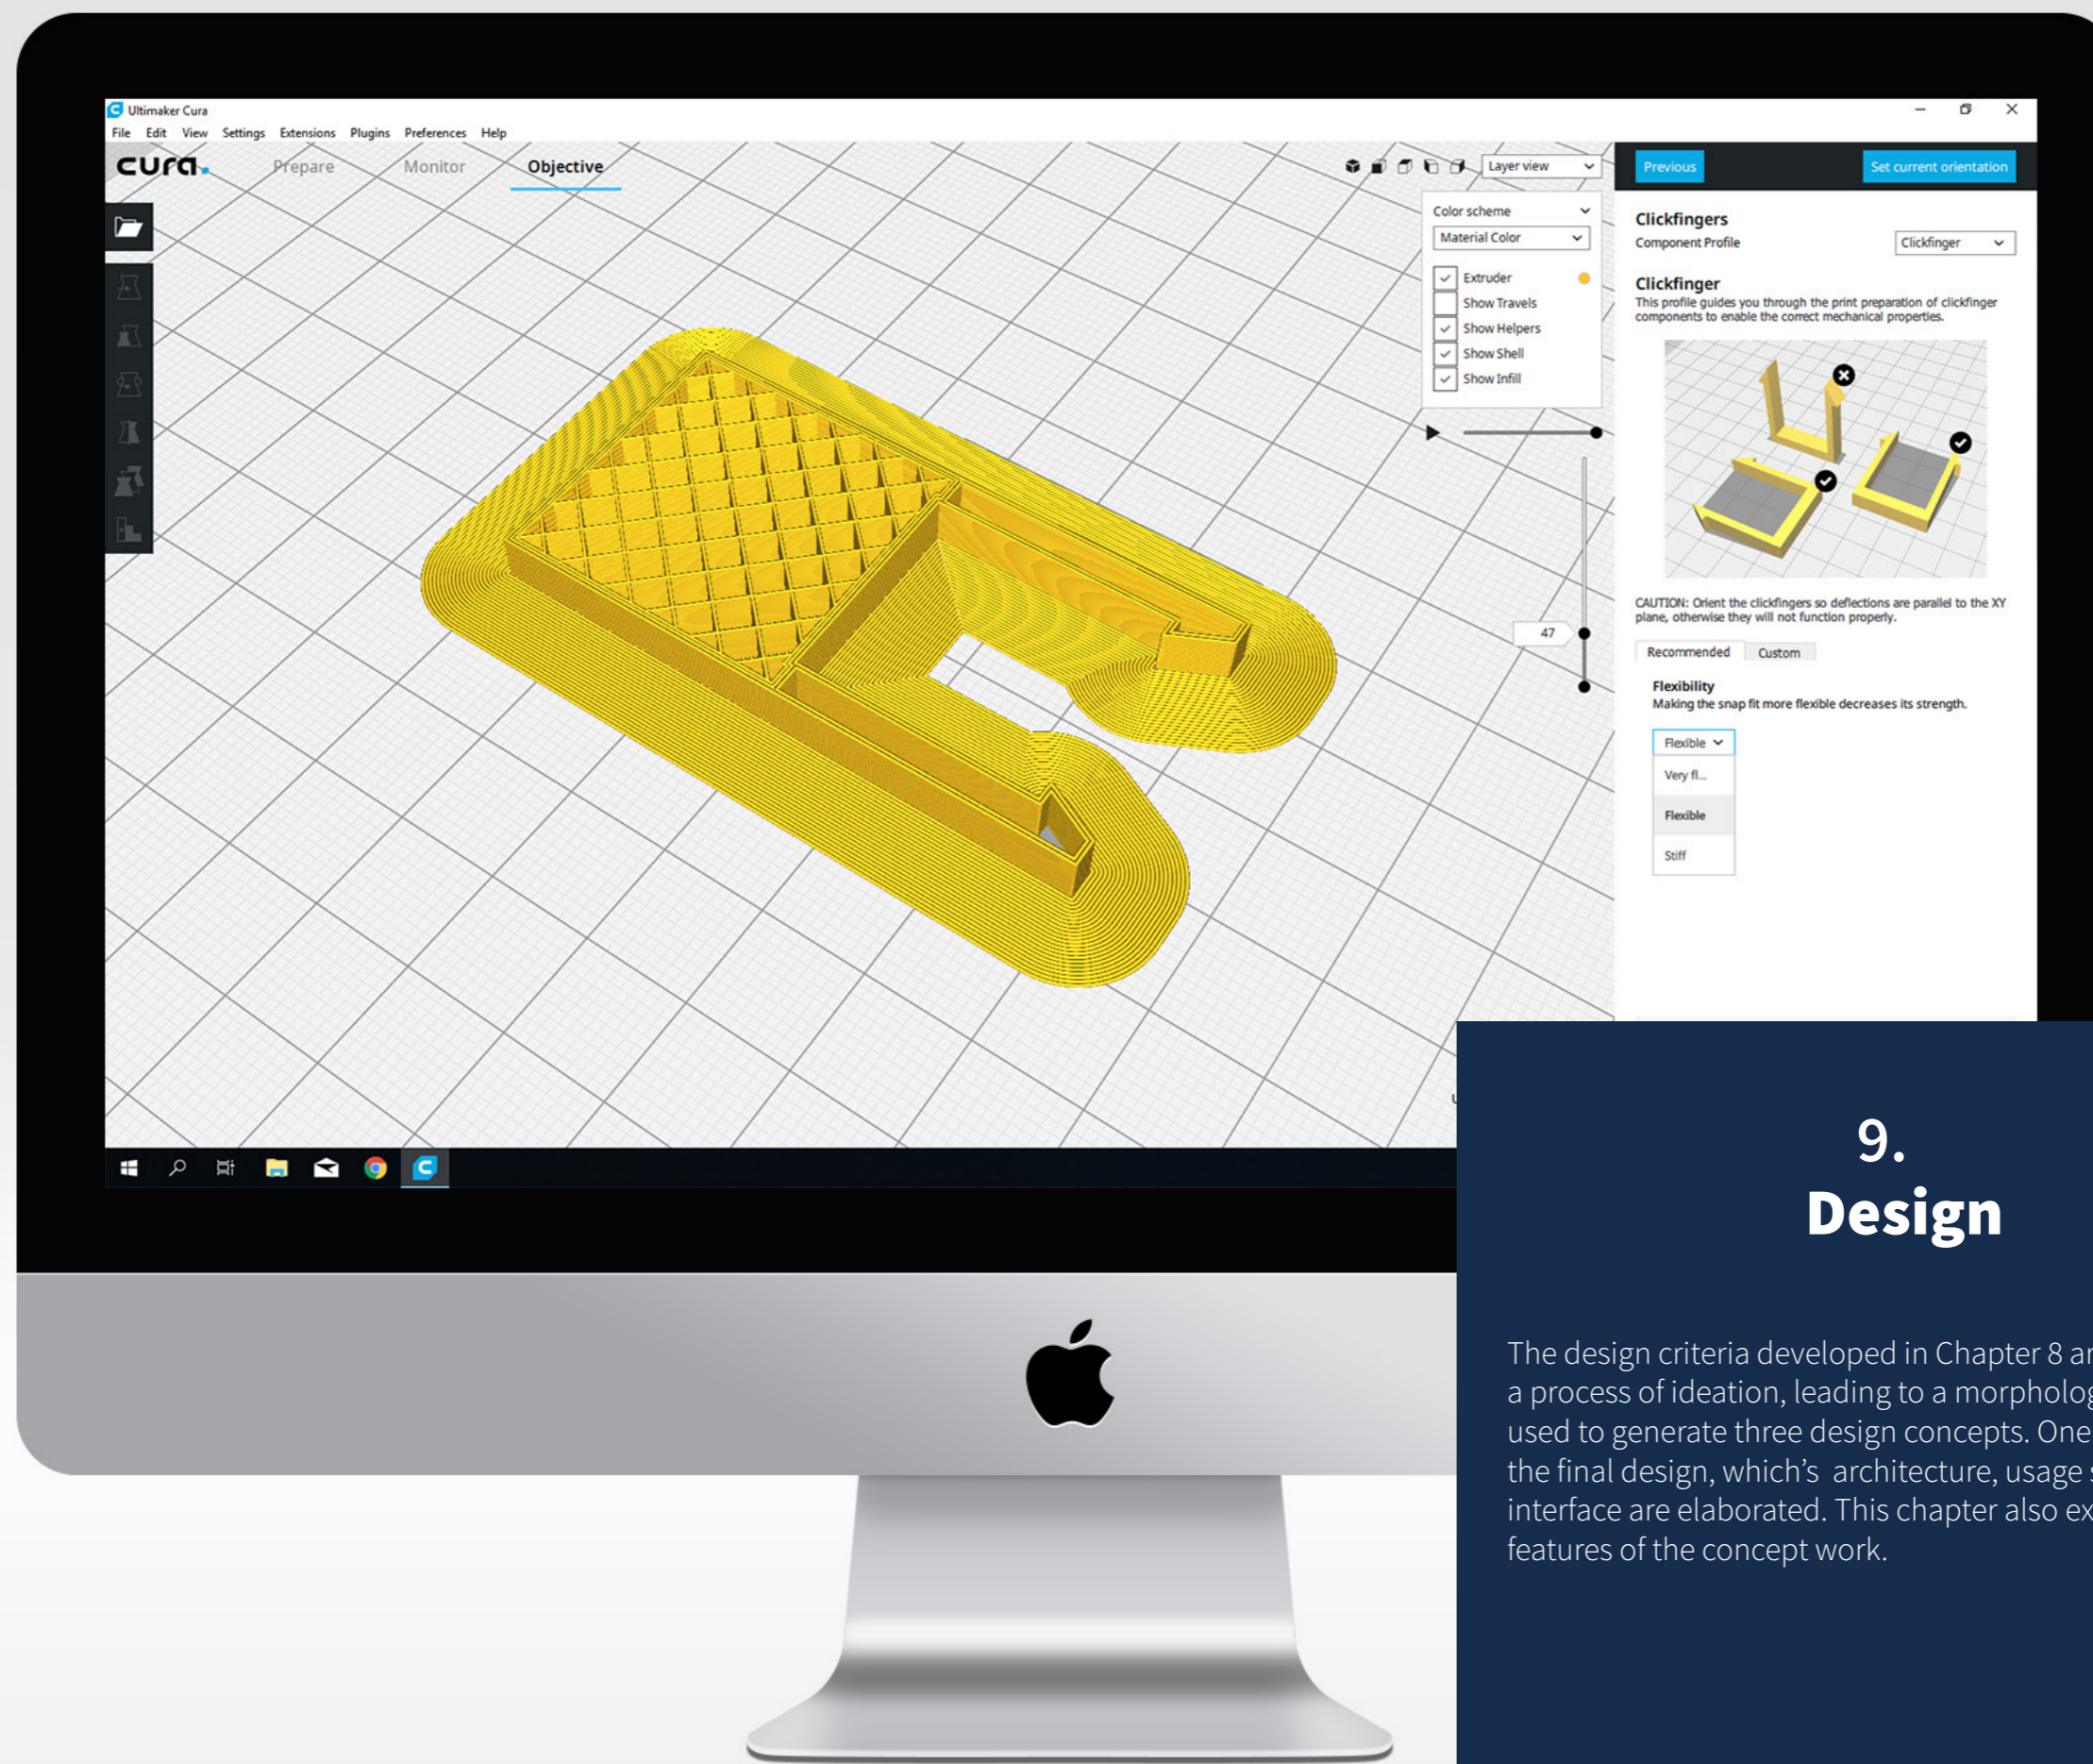 Ultimaker Cura
File Edit View Settings Extensions Plugins Preferences Help
cura. Prepare Monitor Objective
Layer view
Previous Set current orientation
Color scheme
Material Color
Extruder
Show Travels
Show Helpers
Show Shell
Show Infill
47
Clickfingers
Component Profile Clickfinger
Clickfinger
This profile guides you through the print preparation of clickfinger
components to enable the correct mechanical properties.
CAUTION: Orient the clickfingers so deflections are parallel to the XY
plane, otherwise they will not function properly.
Recommended Custom
Flexibility
Making the snap fit more flexible decreases its strength.
Flexible
Very fl...
Flexible
Stiff
9.
Design
The design criteria developed in Chapter 8
a process of ideation, leading to a
used to generate three design concepts. One
the final design, which's architecture, usage
interface are elaborated. This chapter also
features of the concept work.